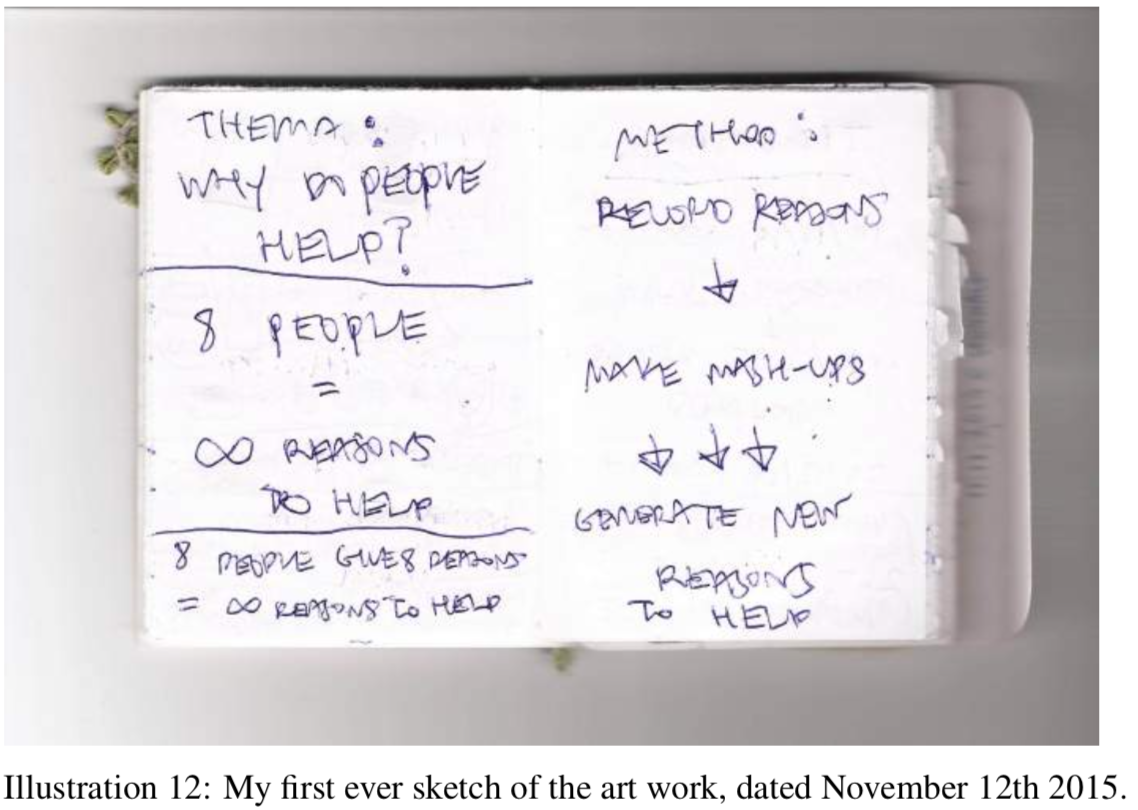 THEMA:
WHY DO PEOPLE
HELP?
8 PEOPLE
=
∞ REASONS
TO HELP
8 PEOPLE GIVE 8 REASONS
= ∞ REASONS TO HELP
METHOD:
RECORD REASONS
↓
MAKE MASH-UPS
↓ ↓ ↓
GENERATE NEW
REASONS
TO HELP
Illustration 12: My first ever sketch of the art work, dated November 12th 2015.